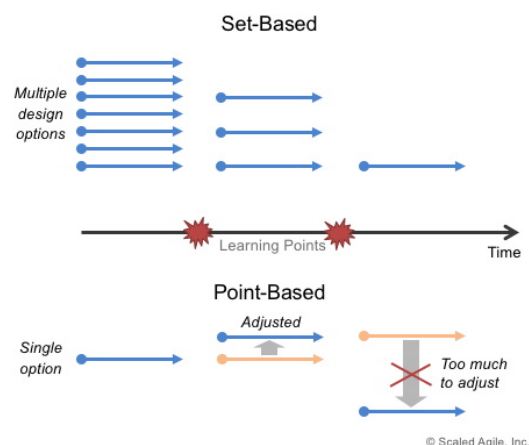 Set-Based
Multiple
design
options
Learning Points
Time
Point-Based
Single
option
Adjusted
Too much
to adjust
© Scaled Agile, Inc.